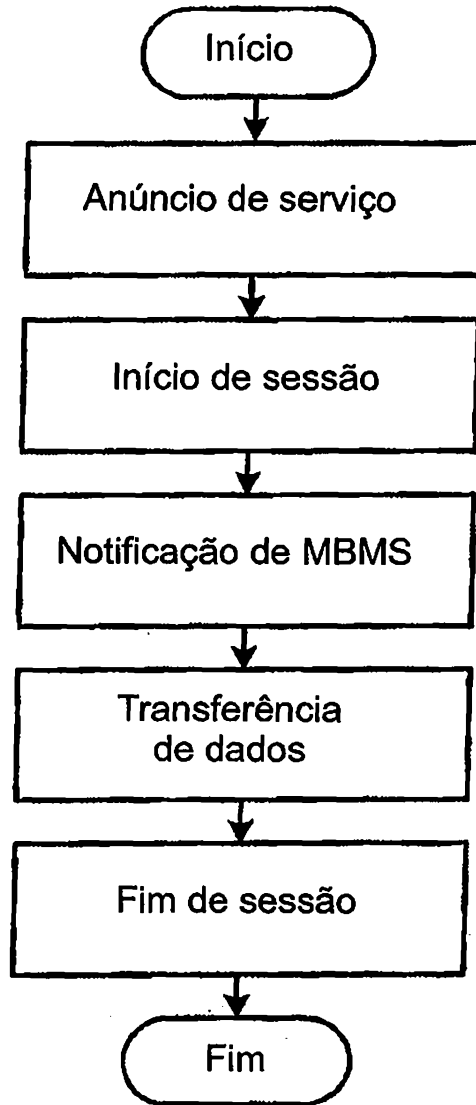 Início
Anúncio de serviço
Início de sessão
Notificação de MBMS
Transferência
de dados
Fim de sessão
Fim